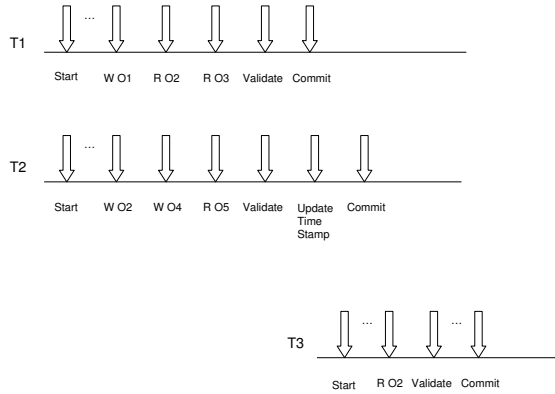 ...
T1
Start W O1 R O2 R O3 Validate Commit
...
T2
Start W O2 W O4 R O5 Validate Update Time Stamp Commit
... ...
T3
Start R O2 Validate Commit